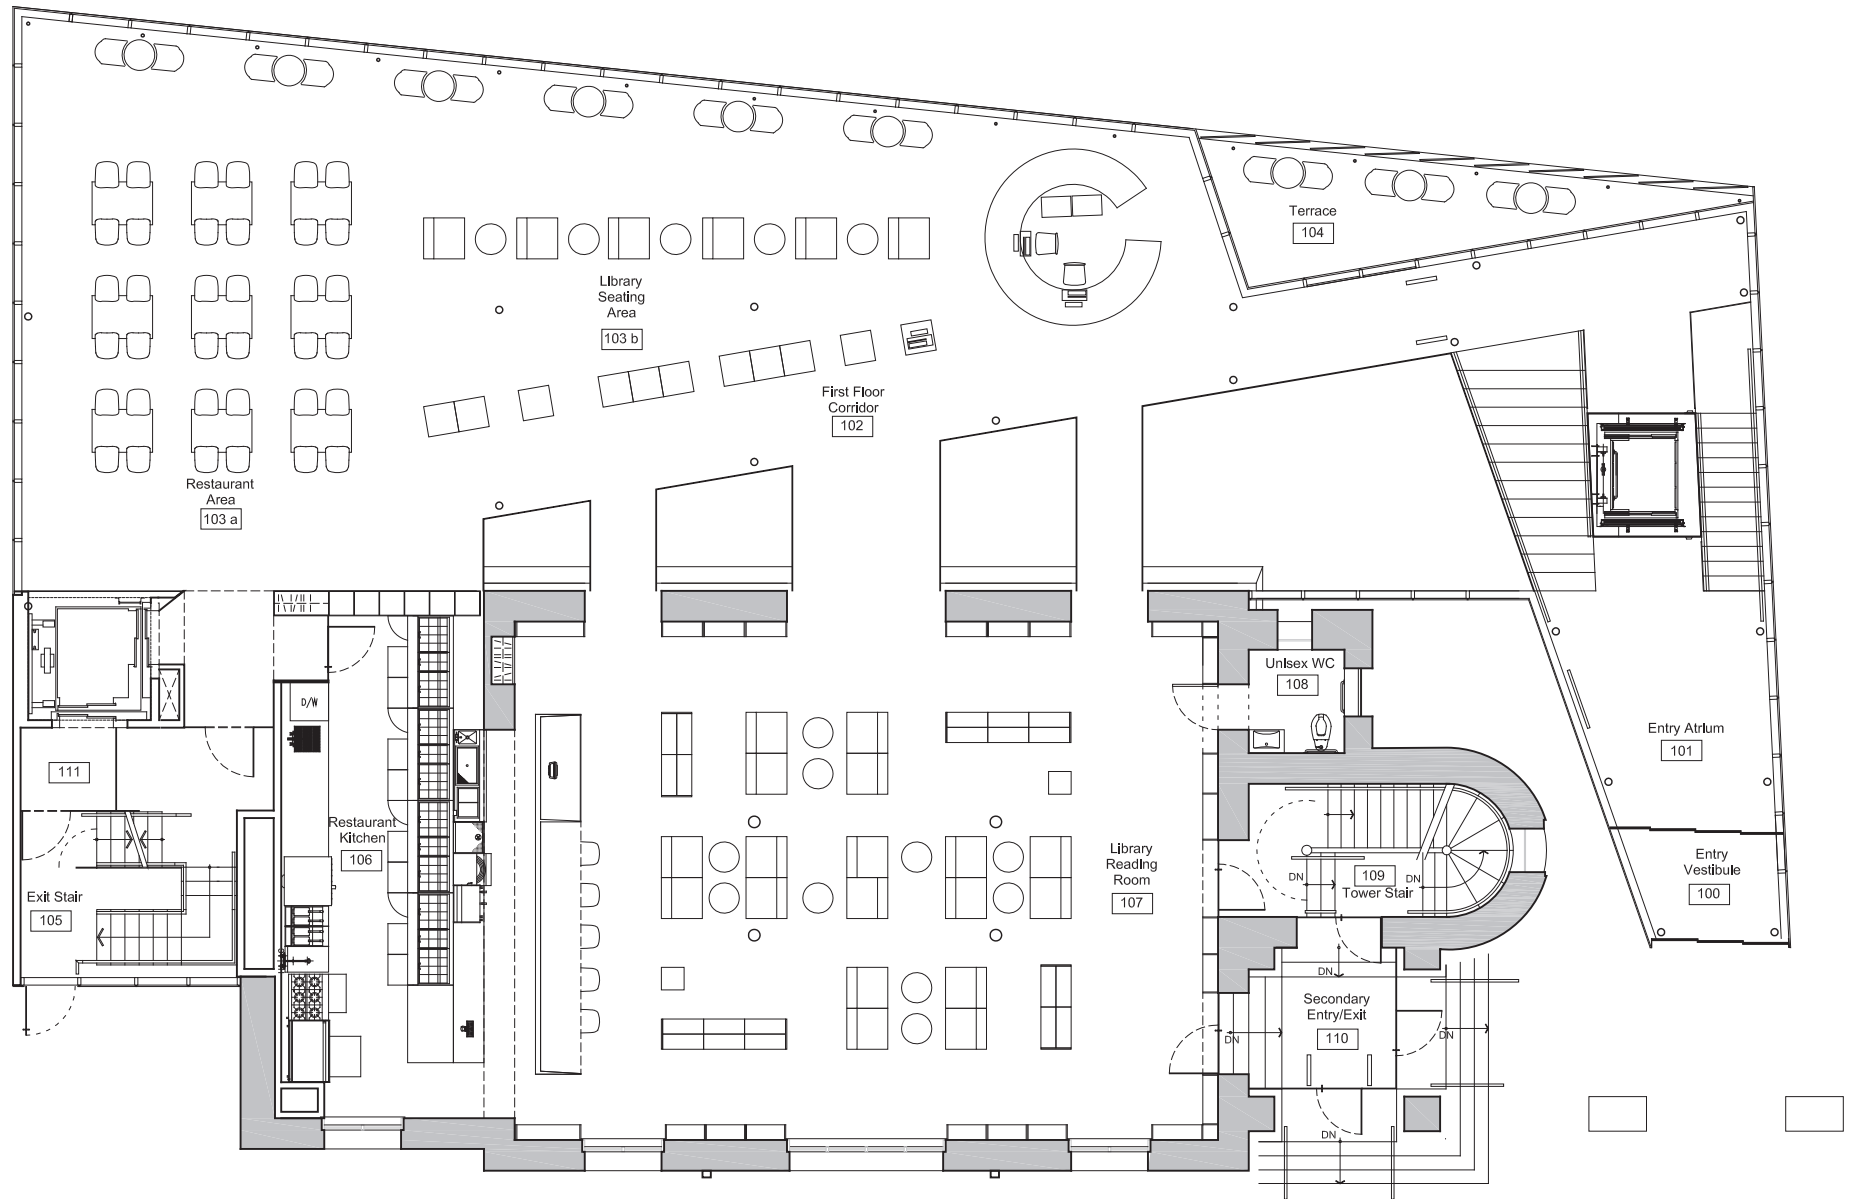 Terrace
104
Library
Seating
Area
103 b
First Floor
Corridor
102
Restaurant
Area
103 a
Unisex WC
108
D/W
Entry Atrium
101
111
Restaurant
Kitchen
106
Library
Reading
Room
107
Entry
Vestibule
100
109
Tower Stair
DN
DN
Exit Stair
105
DN
Secondary
Entry/Exit
110
DN
DN
DN